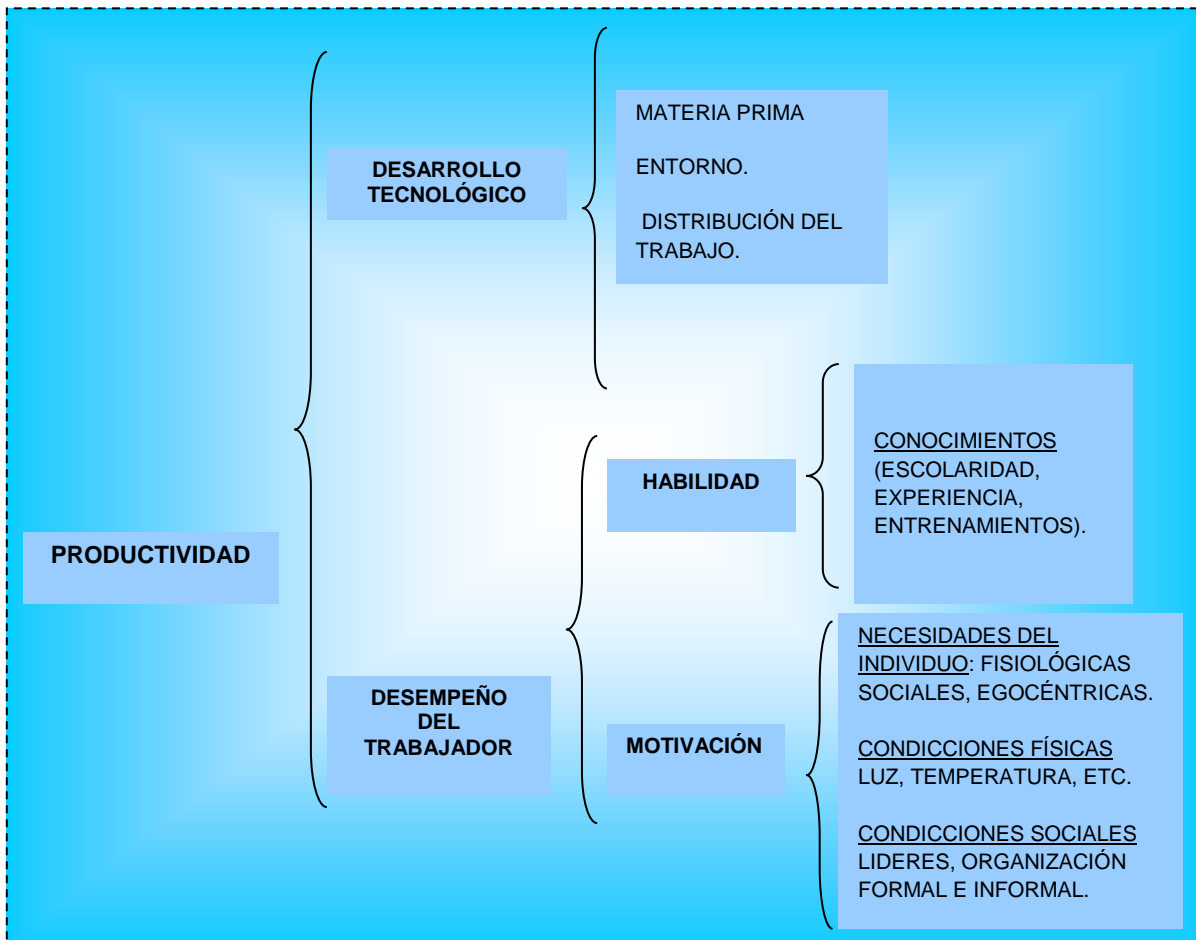 PRODUCTIVIDAD
DESARROLLO
TECNOLÓGICO
MATERIA PRIMA
ENTORNO.
DISTRIBUCIÓN DEL
TRABAJO.
DESEMPEÑO
DEL
TRABAJADOR
HABILIDAD
CONOCIMIENTOS
(ESCOLARIDAD,
EXPERIENCIA,
ENTRENAMIENTOS).
MOTIVACIÓN
NECESIDADES DEL
INDIVIDUO: FISIOLÓGICAS
SOCIALES, EGOCÉNTRICAS.
CONDICCIONES FÍSICAS
LUZ, TEMPERATURA, ETC.
CONDICCIONES SOCIALES
LIDERES, ORGANIZACIÓN
FORMAL E INFORMAL.